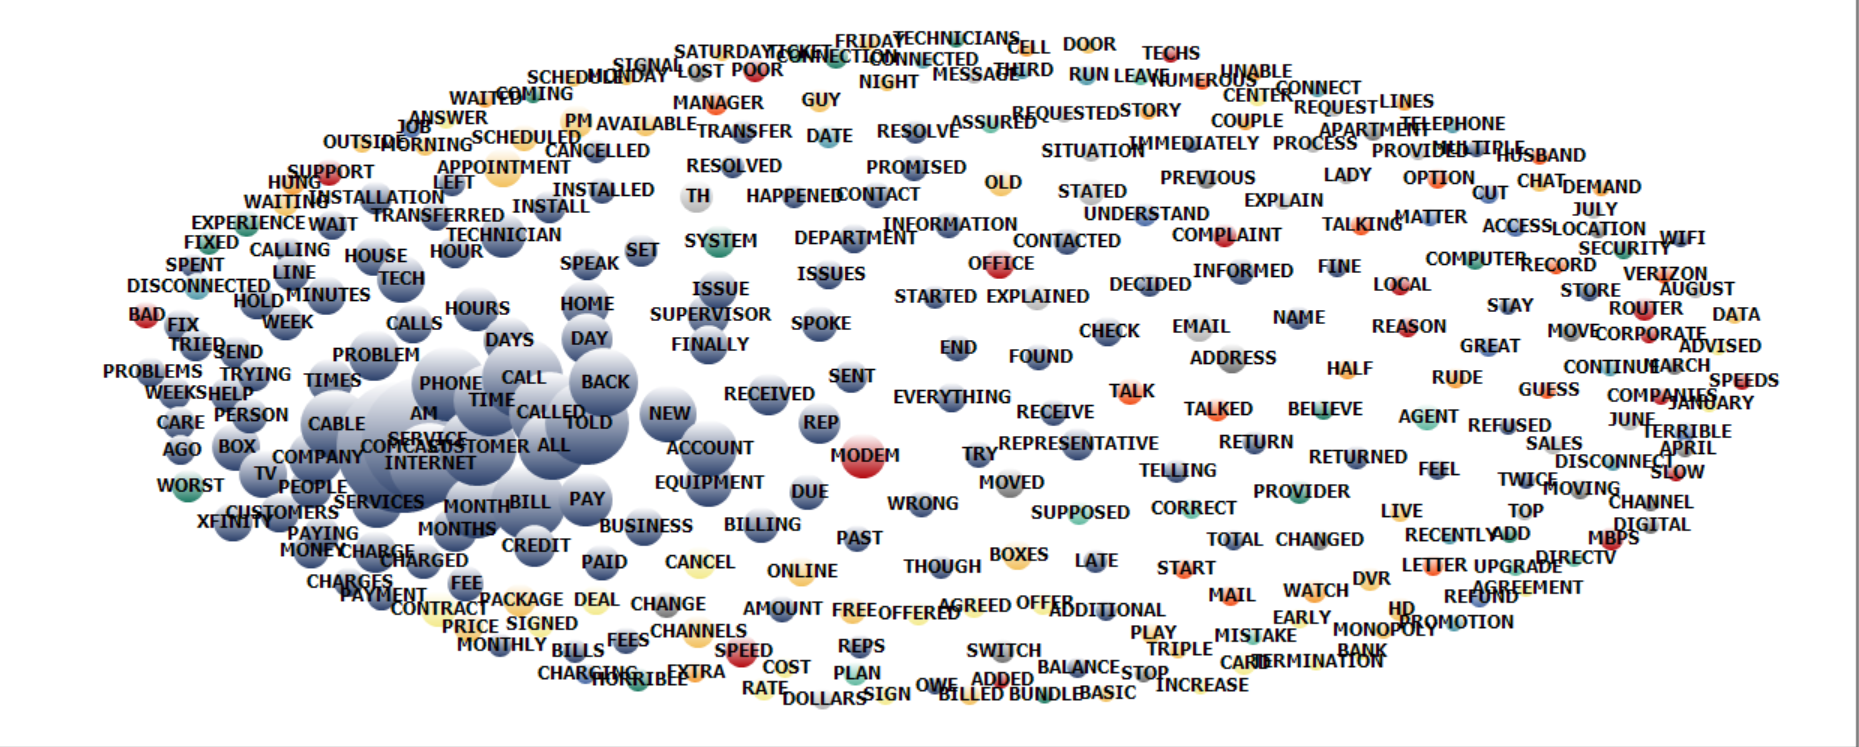 FRIDAY TECHNICIANS
SATURDAY TICKET CONNECTION CONNECTED CELL DOOR TECHS
SIGNAL LOST POOR MESSAGE THIRD RUN LEAVE NUMEROUS UNABLE
SCHEDULE MONDAY NIGHT CENTER CONNECT
WAITED COMING MANAGER GUY REQUESTED STORY REQUEST LINES
ANSWER PM AVAILABLE ASSURED COUPLE APARTMENT TELEPHONE
JOB SCHEDULED TRANSFER DATE RESOLVE
OUTSIDE MORNING CANCELLED SITUATION IMMEDIATELY PROCESS PROVIDED MULTIPLE HUSBAND
SUPPORT APPOINTMENT RESOLVED PROMISED PREVIOUS LADY OPTION CHAT DEMAND
HUNG LEFT INSTALLED TH HAPPENED CONTACT OLD STATED EXPLAIN CUT
WAITING INSTALLATION INSTALL UNDERSTAND MATTER JULY
EXPERIENCE WAIT TRANSFERRED INFORMATION TALKING ACCESS LOCATION
FIXED CALLING HOUSE HOUR TECHNICIAN SET SYSTEM DEPARTMENT CONTACTED COMPLAINT SECURITY WIFI
SPENT LINE TECH SPEAK ISSUES OFFICE INFORMED FINE COMPUTER RECORD VERIZON
DISCONNECTED HOLD MINUTES HOURS HOME ISSUE STARTED EXPLAINED DECIDED LOCAL STORE AUGUST
BAD FIX WEEK CALLS SUPERVISOR SPOKE CHECK EMAIL NAME REASON STAY ROUTER DATA
TRIED SEND PROBLEM DAYS DAY FINALLY END FOUND ADDRESS GREAT MOVE CORPORATE ADVISED
PROBLEMS TRYING TIMES PHONE CALL BACK SENT HALF RUDE CONTINUE MARCH SPEEDS
WEEKS HELP TIME RECEIVED EVERYTHING TALK GUESS COMPANIES JANUARY
CARE PERSON CABLE AM CALLED TOLD NEW REP RECEIVE TALKED BELIEVE AGENT REFUSED JUNE TERRIBLE
AGO BOX COMCAST SERVICE CUSTOMER ALL ACCOUNT MODEM TRY REPRESENTATIVE RETURN SALES APRIL
TV COMPANY INTERNET TELLING RETURNED FEEL DISCONNECT SLOW
WORST PEOPLE SERVICES EQUIPMENT DUE MOVED PROVIDER TWICE MOVING
XFINITY CUSTOMERS MONTH BILL PAY WRONG SUPPOSED CORRECT LIVE TOP CHANNEL
PAYING MONTHS BUSINESS BILLING PAST TOTAL CHANGED RECENTLY ADD MBPS DIGITAL
MONEY CHARGE CHARGED CREDIT PAID CANCEL ONLINE THOUGH BOXES LATE START LETTER UPGRADE DIRECTV
CHARGES FEE WATCH DVR AGREEMENT
PAYMENT CONTRACT PACKAGE DEAL CHANGE AMOUNT FREE OFFERED AGREED OFFER ADDITIONAL MAIL HD REFUND
PRICE SIGNED CHANNELS EARLY MONOPOLY PROMOTION
MONTHLY BILLS FEES SPEED REPS SWITCH PLAY TRIPLE MISTAKE BANK
CHARGING HORRIBLE EXTRA COST PLAN BALANCE STOP CARD TERMINATION
RATE DOLLARS SIGN OWE BILLED ADDED BUNDLE BASIC INCREASE